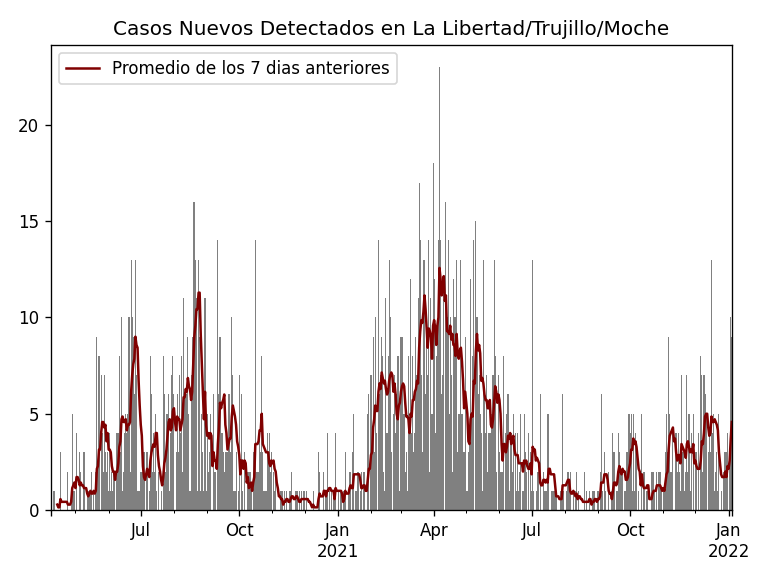 Casos Nuevos Detectados en La Libertad/Trujillo/Moche
Promedio de los 7 dias anteriores
20
15
10
5
0
Jul
Oct
Jan
2021
Apr
Jul
Oct
Jan
2022